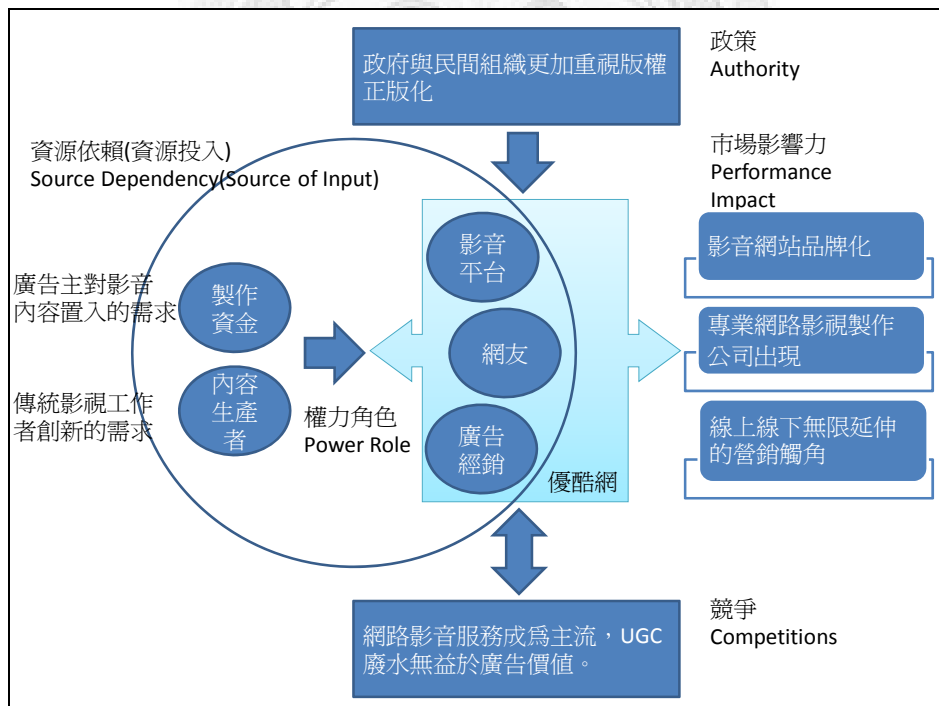 政府與民間組織更加重視版權
正版化
政策
Authority
資源依賴(資源投入)
Source Dependency(Source of Input)
市場影響力
Performance
Impact
影音
平台
影音網站品牌化
廣告主對影音
內容置入的需求
製作
資金
網友
專業網路影視製作
公司出現
傳統影視工作
者創新的需求
內容
生產
者
權力角色
Power Role
廣告
經銷
優酷網
線上線下無限延伸
的營銷觸角
網路影音服務成為主流，UGC
廢水無益於廣告價值。
競爭
Competitions